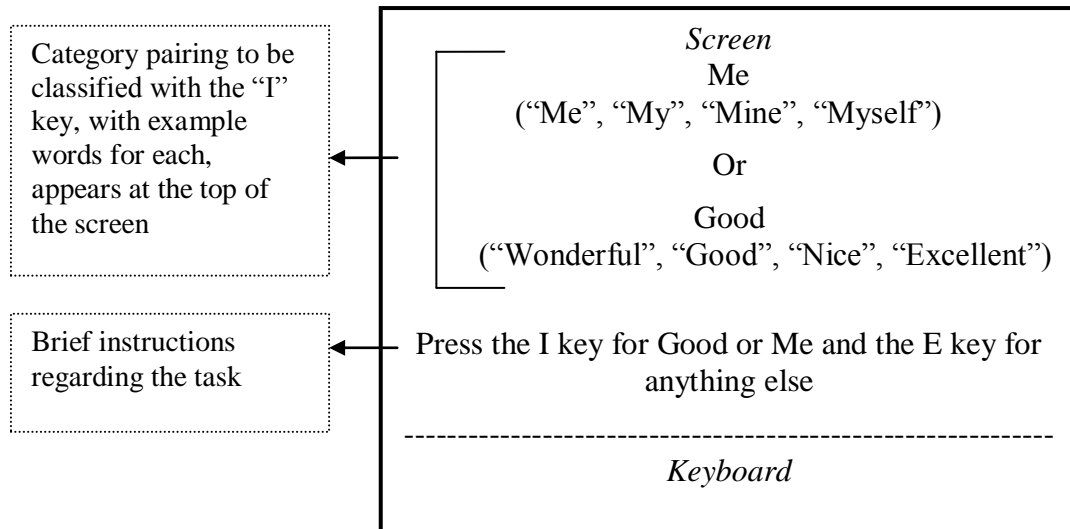 Category pairing to be
classified with the “I”
key, with example
words for each,
appears at the top of
the screen
Brief instructions
regarding the task
Screen
Me
(“Me”, “My”, “Mine”, “Myself”)
Or
Good
(“Wonderful”, “Good”, “Nice”, “Excellent”)
Press the I key for Good or Me and the E key for
anything else
Keyboard